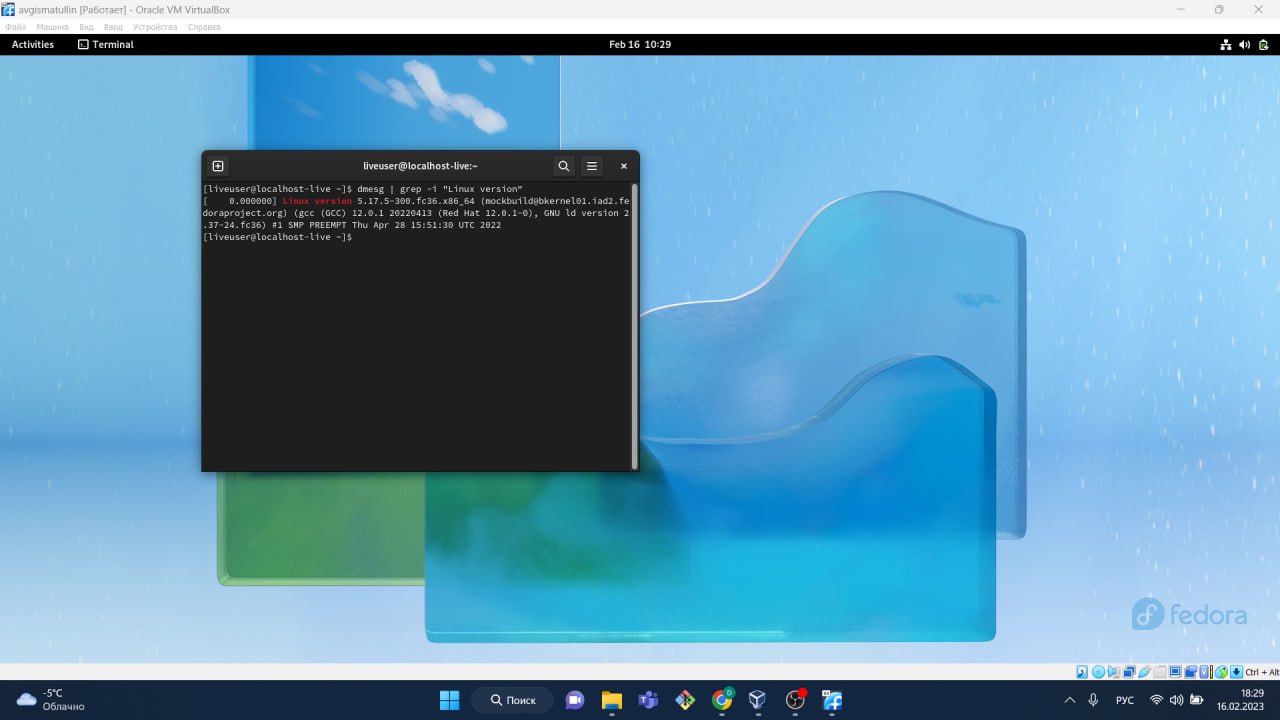 avgismatullin [Работает] - Oracle VM VirtualBox
Файл Машина Вид Ввод Устройства Справка
Activities Terminal Feb 16 10:29
liveuser@localhost-live:~
[liveuser@localhost-live ~]$ dmesg | grep -i "Linux version"
[    0.000000] Linux version 5.17.5-300.fc36.x86_64 (mockbuild@bkernel01.iad2.fe
doraproject.org) (gcc (GCC) 12.0.1 20220413 (Red Hat 12.0.1-0), GNU ld version 2
.37-24.fc36) #1 SMP PREEMPT Thu Apr 28 15:51:30 UTC 2022
[liveuser@localhost-live ~]$
fedora
Ctrl + Alt
-5°C
Облачно
Поиск
РУС
18:29
16.02.2023